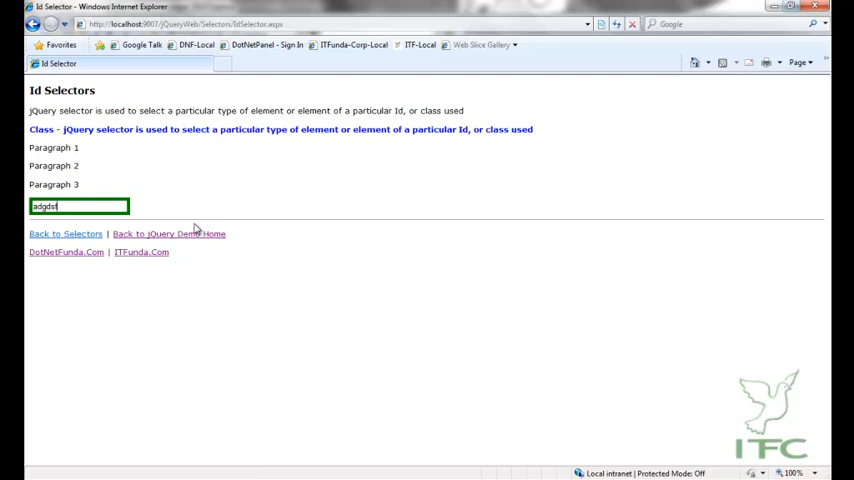 Id Selector - Windows Internet Explorer
http://localhost:9007/jQueryWeb/Selectors/IdSelector.aspx
Google
Favorites Google Talk DNF-Local DotNetPanel - Sign In ITFunda-Corp-Local ITF-Local Web Slice Gallery
Id Selector
Page
Id Selectors
jQuery selector is used to select a particular type of element or element of a particular Id, or class used
Class - jQuery selector is used to select a particular type of element or element of a particular Id, or class used
Paragraph 1
Paragraph 2
Paragraph 3
adgdsf
Back to Selectors | Back to jQuery Demo Home
DotNetFunda.Com | ITFunda.Com
ITFC
Local intranet | Protected Mode: Off
100%